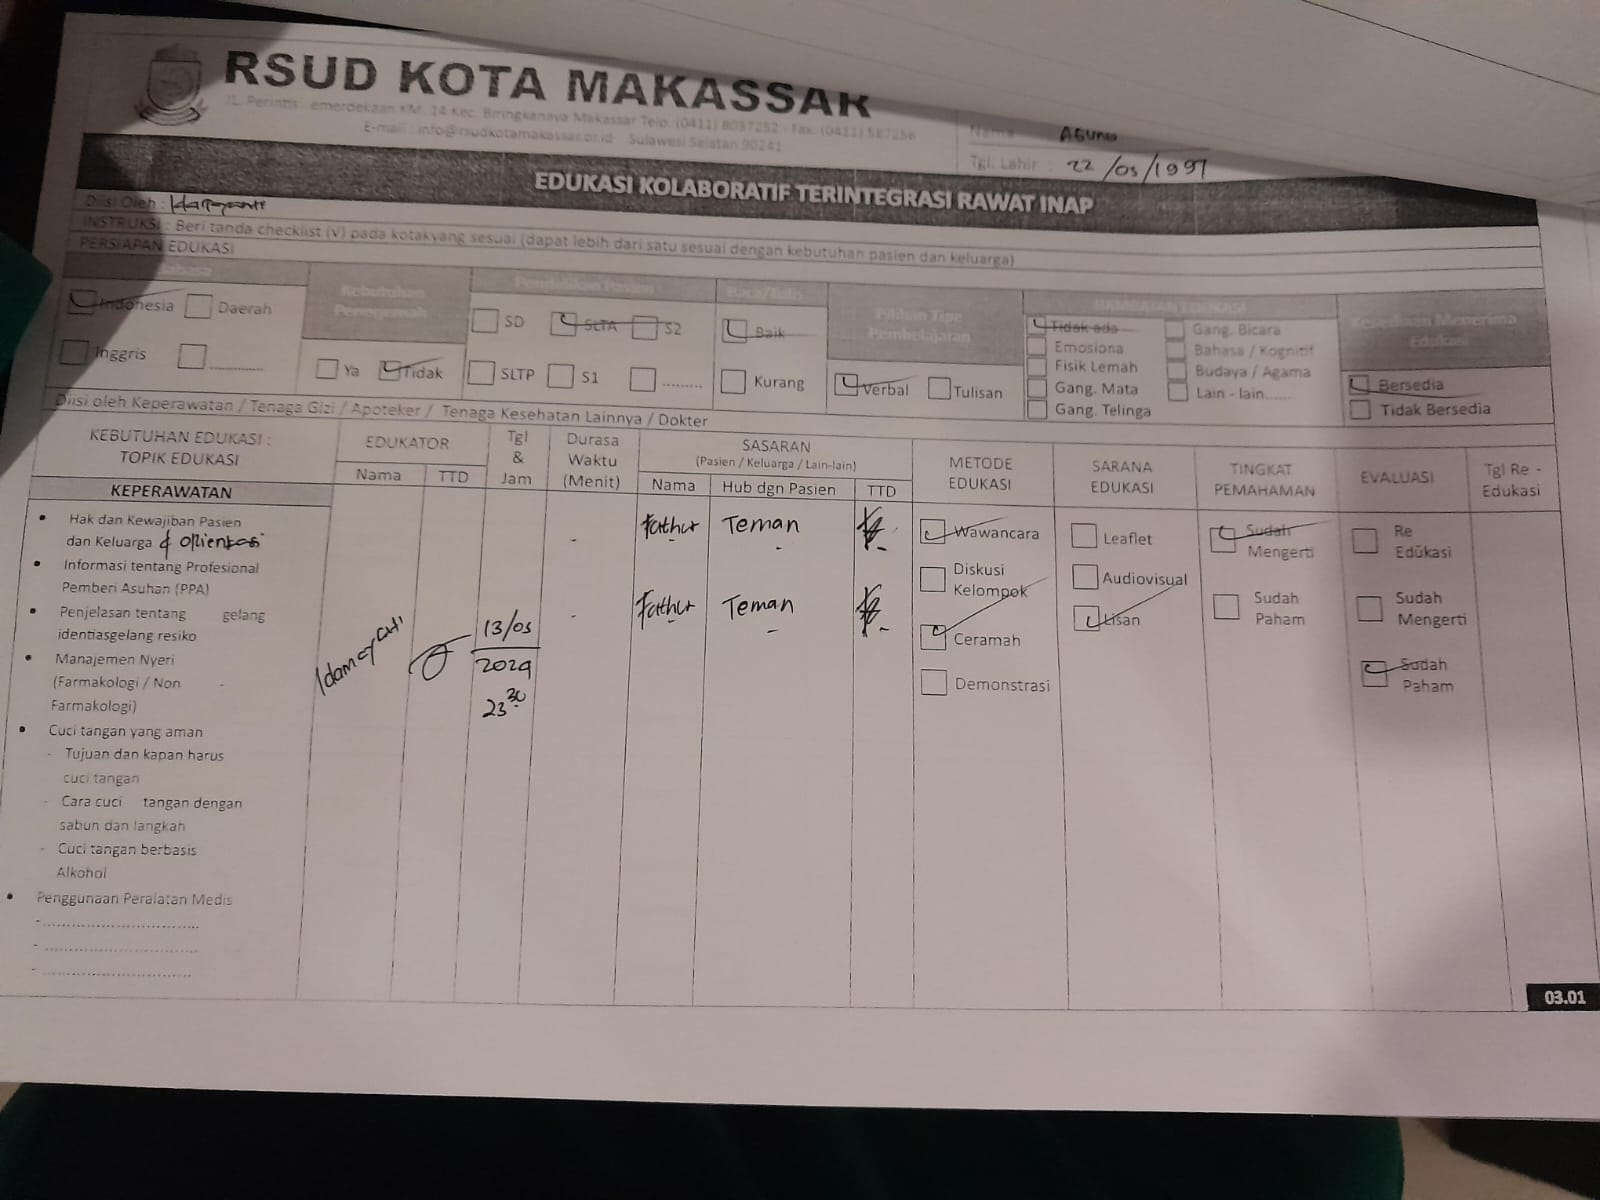 RSUD KOTA MAKASSAR
JL. Perintis emerdekaan KM. 14 Kec. Biringkanaya Makassar Telp. (0411) 8037252 - Fax. (0411) 587256
E-mail : info@rsudkotamakassar.or.id Sulawesi Selatan 90241
Nama AGUNG
Tgl. Lahir : 22/05/1997
EDUKASI KOLABORATIF TERINTEGRASI RAWAT INAP
Diisi Oleh :
INSTRUKSI : Beri tanda checklist (V) pada kotakyang sesuai (dapat lebih dari satu sesuai dengan kebutuhan pasien dan keluarga)
PERSIAPAN EDUKASI
Bahasa
Indonesia Daerah
Inggris ..............
Kebutuhan
Penerjemah
Ya Tidak
Pendidikan Pasien
SD SLTA S2
SLTP S1 .........
Baca/Tulis
Baik
Kurang
Pilihan Tipe
Pembelajaran
Verbal Tulisan
HAMBATAN EDUKASI
Tidak ada Gang. Bicara
Emosiona Bahasa / Kognitif
Fisik Lemah Budaya / Agama
Gang. Mata Lain - lain......
Gang. Telinga
Kesediaan Menerima
Edukasi
Bersedia
Tidak Bersedia
Diisi oleh Keperawatan / Tenaga Gizi / Apoteker / Tenaga Kesehatan Lainnya / Dokter
KEBUTUHAN EDUKASI :
TOPIK EDUKASI
EDUKATOR
Nama TTD
Tgl
&
Jam
Durasa
Waktu
(Menit)
SASARAN
(Pasien / Keluarga / Lain-lain)
Nama Hub dgn Pasien TTD
METODE
EDUKASI
SARANA
EDUKASI
TINGKAT
PEMAHAMAN
EVALUASI
Tgl Re -
Edukasi
KEPERAWATAN
• Hak dan Kewajiban Pasien
dan Keluarga & Orientasi
• Informasi tentang Profesional
Pemberi Asuhan (PPA)
• Penjelasan tentang gelang
identiasgelang resiko
• Manajemen Nyeri
(Farmakologi / Non -
Farmakologi)
• Cuci tangan yang aman
- Tujuan dan kapan harus
cuci tangan
- Cara cuci tangan dengan
sabun dan langkah
- Cuci tangan berbasis
Alkohol
• Penggunaan Peralatan Medis
- ................................
- ...............................
- ..............................
13/05
2024
23 30
-
-
Fathur Teman
Fathur Teman
Wawancara
Diskusi
Kelompok
Ceramah
Demonstrasi
Leaflet
Audiovisual
Lisan
Sudah
Mengerti
Sudah
Paham
Re
Edukasi
Sudah
Mengerti
Sudah
Paham
03.01